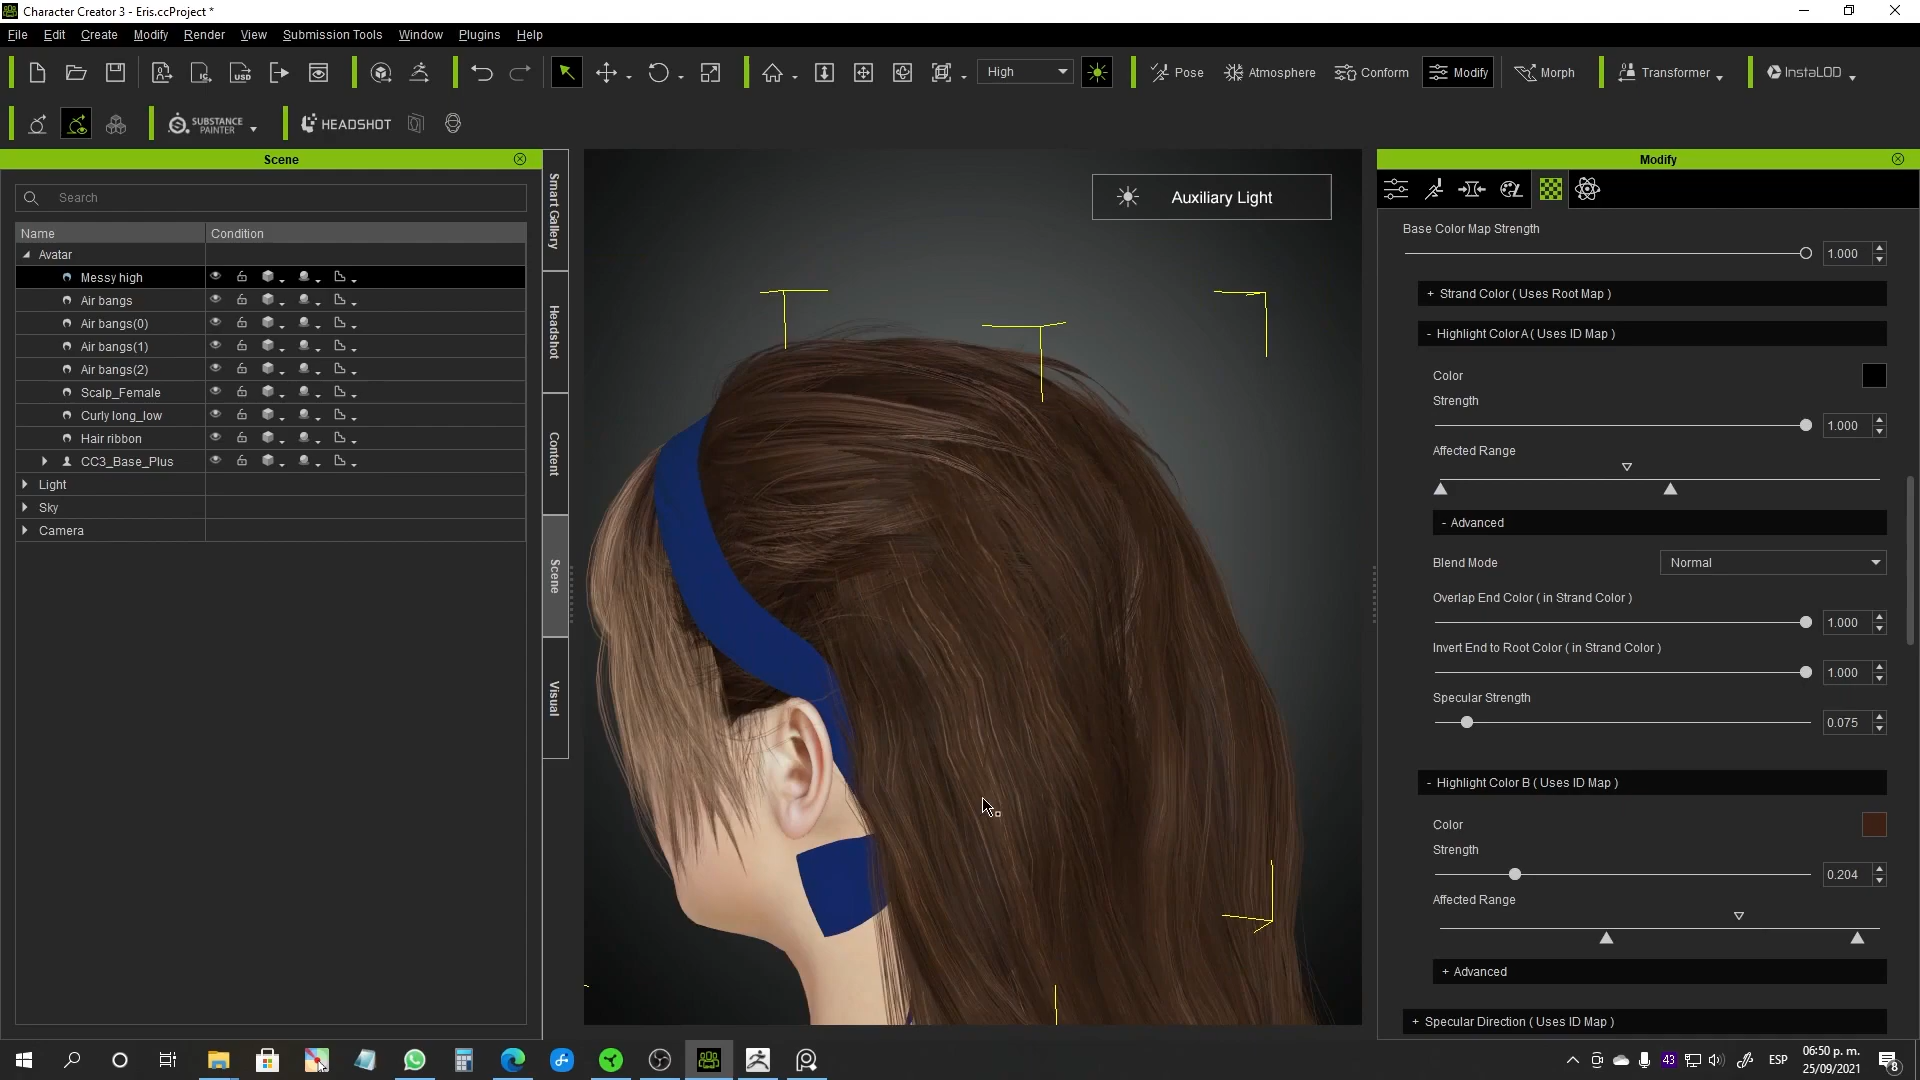 Character Creator 3 - Eris.ccProject *
File Edit Create Modify Render View Submission Tools Window Plugins Help
High
Pose
Atmosphere
Conform
Modify
Morph
Transformer
InstaLOD
SUBSTANCE
PAINTER
HEADSHOT
Scene
Search
Name Condition
Avatar
Messy high
Air bangs
Air bangs(0)
Air bangs(1)
Air bangs(2)
Scalp_Female
Curly long_low
Hair ribbon
CC3_Base_Plus
Light
Sky
Camera
Smart Gallery
Headshot
Content
Scene
Visual
Auxiliary Light
Modify
Base Color Map Strength
1.000
+ Strand Color ( Uses Root Map )
- Highlight Color A ( Uses ID Map )
Color
Strength
1.000
Affected Range
- Advanced
Blend Mode Normal
Overlap End Color ( in Strand Color )
1.000
Invert End to Root Color ( in Strand Color )
1.000
Specular Strength
0.075
- Highlight Color B ( Uses ID Map )
Color
Strength
0.204
Affected Range
+ Advanced
+ Specular Direction ( Uses ID Map )
43
ESP
06:50 p. m.
25/09/2021
8